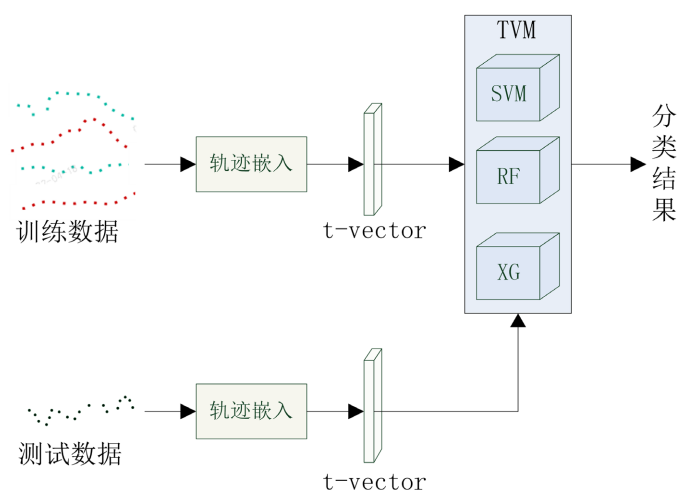 TVM
SVM
RF
XG
训练数据
轨迹嵌入
t-vector
分类结果
测试数据
轨迹嵌入
t-vector